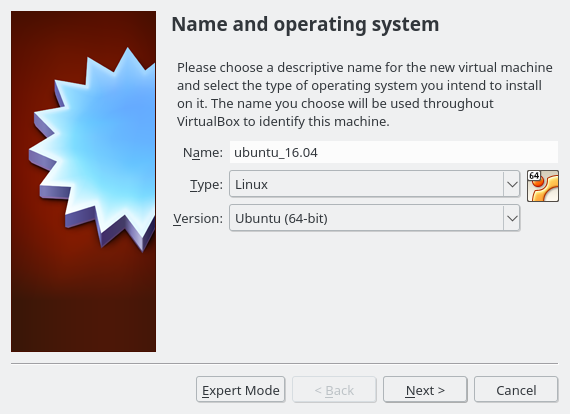 Name and operating system
Please choose a descriptive name for the new virtual machine
and select the type of operating system you intend to install
on it. The name you choose will be used throughout
VirtualBox to identify this machine.
Name: ubuntu_16.04
Type: Linux
64
Version: Ubuntu (64-bit)
Expert Mode < Back Next > Cancel